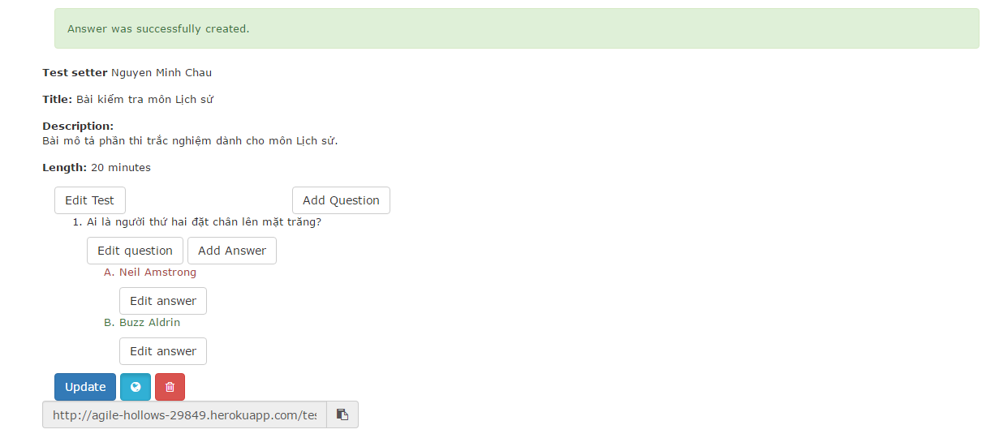 Answer was successfully created.
Test setter Nguyen Minh Chau
Title: Bài kiểm tra môn Lịch sử
Description:
Bài mô tả phần thi trắc nghiệm dành cho môn Lịch sử.
Length: 20 minutes
Edit Test Add Question
1. Ai là người thứ hai đặt chân lên mặt trăng?
Edit question Add Answer
A. Neil Amstrong
Edit answer
B. Buzz Aldrin
Edit answer
Update
http://agile-hollows-29849.herokuapp.com/tes